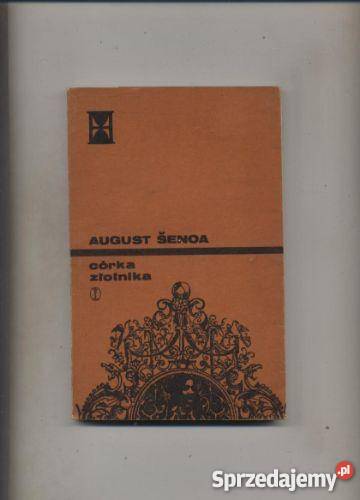 AUGUST ŠENOA
córka
złotnika
Sprzedajemy
.pl